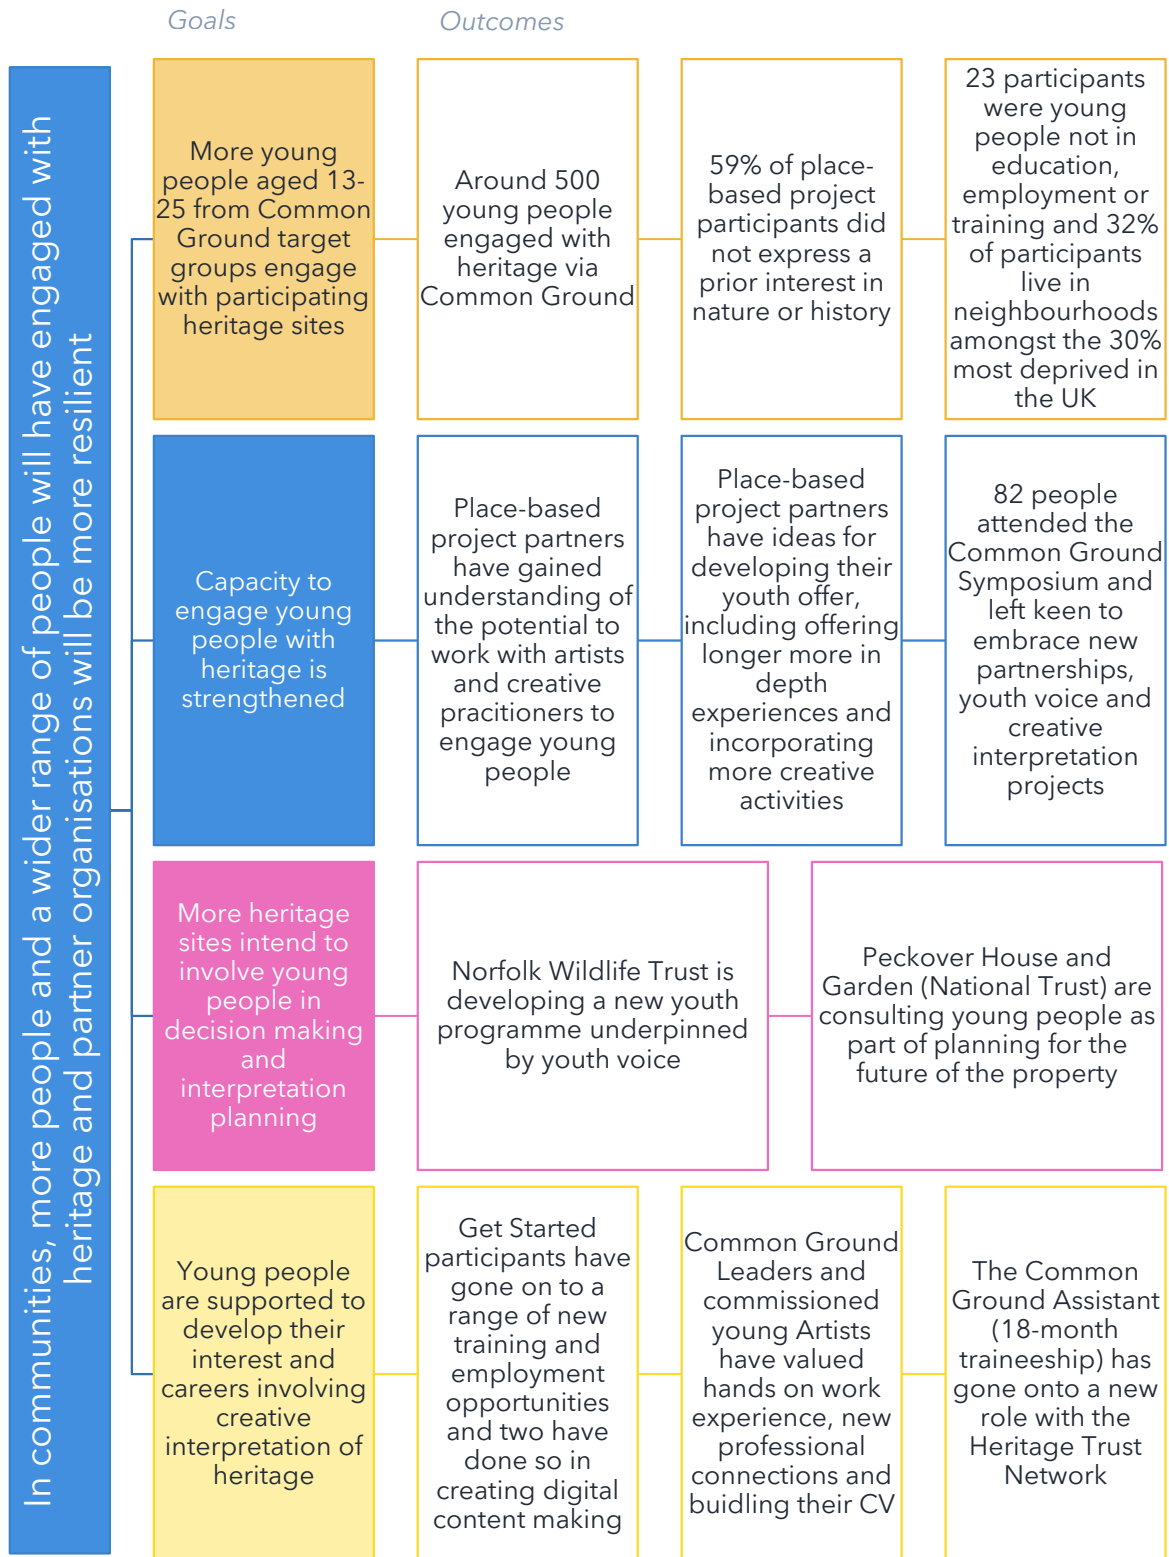 Goals
Outcomes
In communities, more people and a wider range of people will have engaged with
heritage and partner organisations will be more resilient
More young
people aged 13-
25 from Common
Ground target
groups engage
with participating
heritage sites
Around 500
young people
engaged with
heritage via
Common Ground
59% of place-
based project
participants did
not express a
prior interest in
nature or history
23 participants
were young
people not in
education,
employment or
training and 32%
of participants
live in
neighbourhoods
amongst the 30%
most deprived in
the UK
Capacity to
engage young
people with
heritage is
strengthened
Place-based
project partners
have gained
understanding of
the potential to
work with artists
and creative
practitioners to
engage young
people
Place-based
project partners
have ideas for
developing their
youth offer,
including offering
longer more in
depth
experiences and
incorporating
more creative
activities
82 people
attended the
Common Ground
Symposium and
left keen to
embrace new
partnerships,
youth voice and
creative
interpretation
projects
More heritage
sites intend to
involve young
people in
decision making
and
interpretation
planning
Norfolk Wildlife Trust is
developing a new youth
programme underpinned
by youth voice
Peckover House and
Garden (National Trust) are
consulting young people as
part of planning for the
future of the property
Young people
are supported to
develop their
interest and
careers involving
creative
interpretation of
heritage
Get Started
participants have
gone on to a
range of new
training and
employment
opportunities
and two have
done so in
creating digital
content making
Common Ground
Leaders and
commissioned
young Artists
have valued
hands on work
experience, new
professional
connections and
buidling their CV
The Common
Ground Assistant
(18-month
traineeship) has
gone onto a new
role with the
Heritage Trust
Network